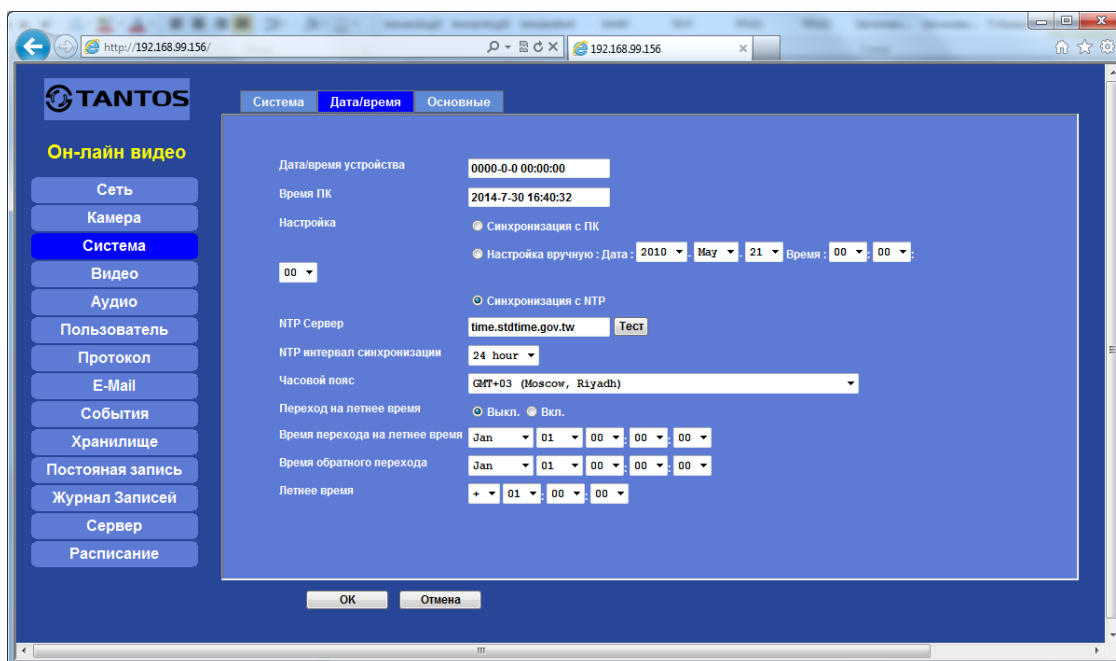 http://192.168.99.156/
192.168.99.156
TANTOS
Система Дата/время Основные
Он-лайн видео
Сеть
Камера
Система
Видео
Аудио
Пользователь
Протокол
E-Mail
События
Хранилище
Постояная запись
Журнал Записей
Сервер
Расписание
Дата/время устройства 0000-0-0 00:00:00
Время ПК 2014-7-30 16:40:32
Настройка Синхронизация с ПК
Настройка вручную : Дата : 2010 - May - 21 Время : 00 : 00 :
00
Синхронизация с NTP
NTP Сервер time.stdtime.gov.tw Тест
NTP интервал синхронизации 24 hour
Часовой пояс GMT+03 (Moscow, Riyadh)
Переход на летнее время Выкл. Вкл.
Время перехода на летнее время Jan 01 00 : 00 : 00
Время обратного перехода Jan 01 00 : 00 : 00
Летнее время + 01 : 00 : 00
OK Отмена